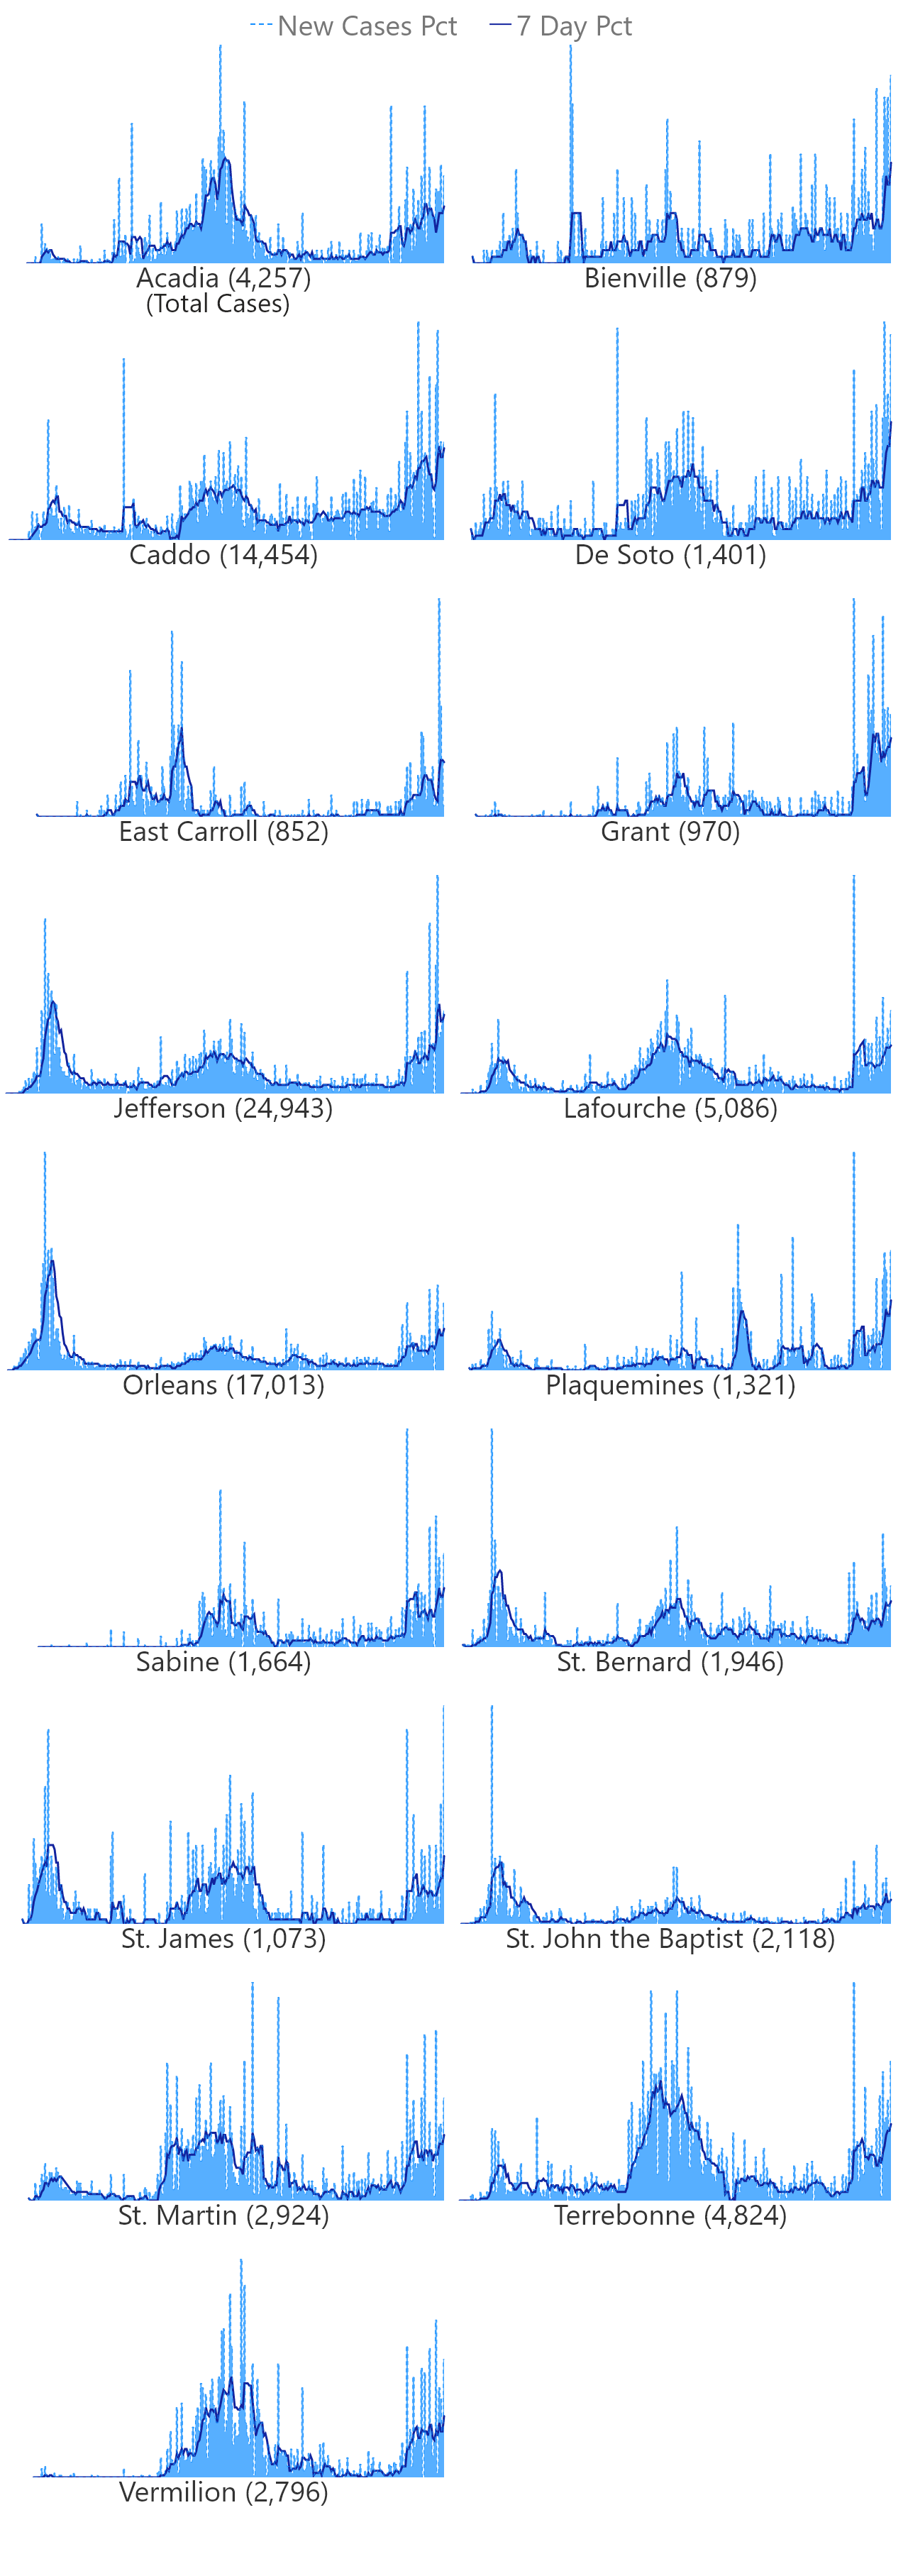 New Cases Pct 7 Day Pct
Acadia (4,257) Bienville (879)
(Total Cases)
Caddo (14,454) De Soto (1,401)
East Carroll (852) Grant (970)
Jefferson (24,943) Lafourche (5,086)
Orleans (17,013) Plaquemines (1,321)
Sabine (1,664) St. Bernard (1,946)
St. James (1,073) St. John the Baptist (2,118)
St. Martin (2,924) Terrebonne (4,824)
Vermilion (2,796)